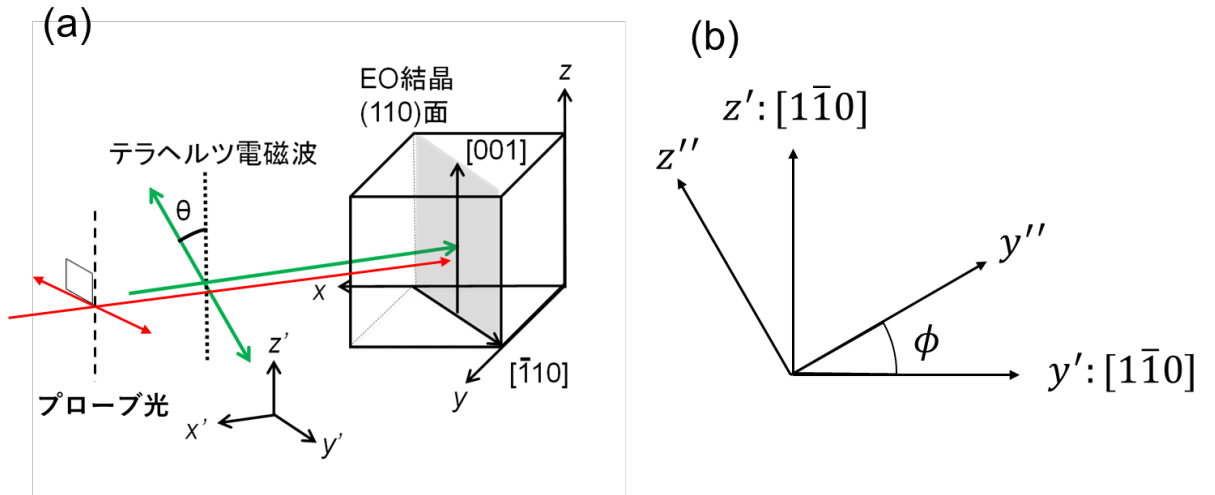 (a)
EO結晶
(110)面
z
[001]
テラヘルツ電磁波
θ
x
y
[1̅10]
プローブ光
z'
x'
y'
(b)
z′:[11̅0]
z′′
y′′
ϕ
y′:[11̅0]